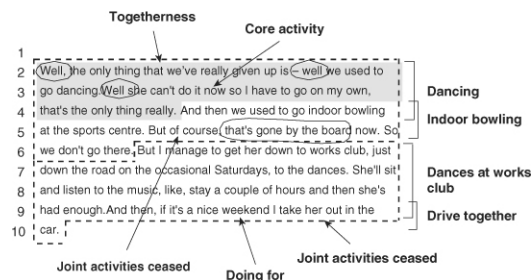 Togetherness
Core activity
1
2 Well, the only thing that we've really given up is – well we used to
3 go dancing. Well she can't do it now so I have to go on my own,
4 that's the only thing really. And then we used to go indoor bowling
5 at the sports centre. But of course, that's gone by the board now. So
6 we don't go there. But I manage to get her down to works club, just
7 down the road on the occasional Saturdays, to the dances. She'll sit
8 and listen to the music, like, stay a couple of hours and then she's
9 had enough.And then, if it's a nice weekend I take her out in the
10 car.
Dancing
Indoor bowling
Dances at works
club
Drive together
Joint activities ceased
Doing for
Joint activities ceased